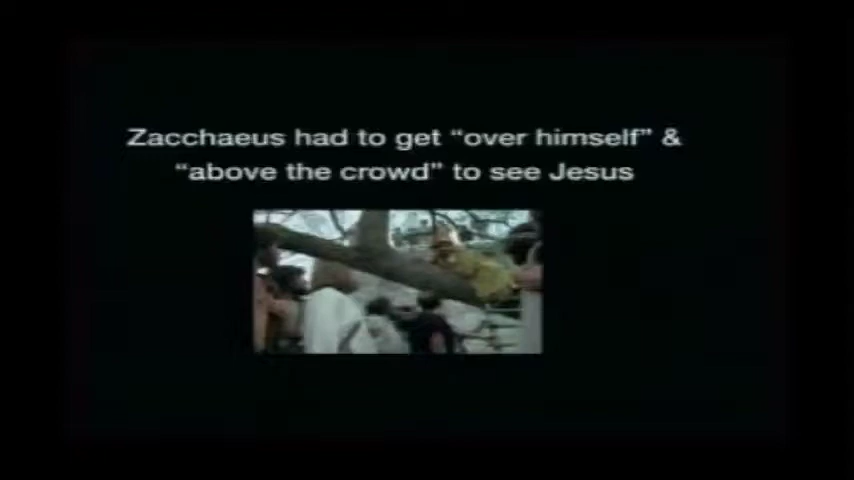 Zacchaeus had to get “over himself” &
“above the crowd” to see Jesus